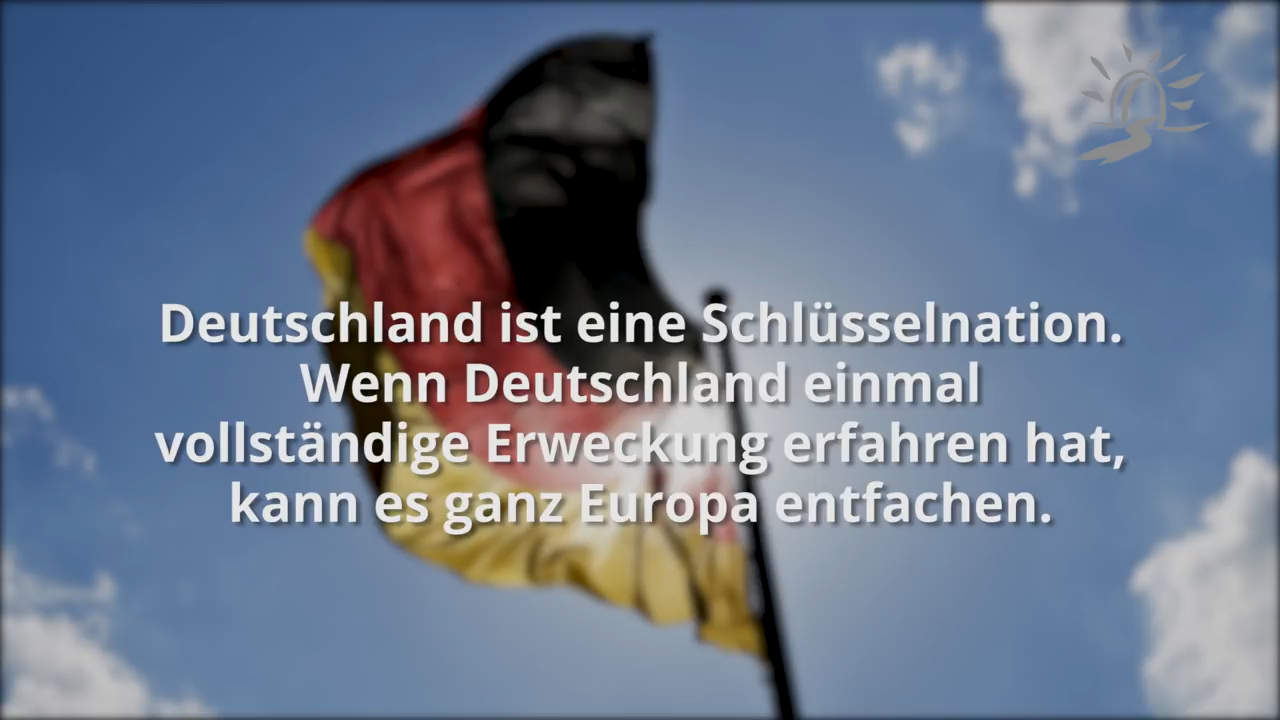 Deutschland ist eine Schlüsselnation.
Wenn Deutschland einmal
vollständige Erweckung erfahren hat,
kann es ganz Europa entfachen.